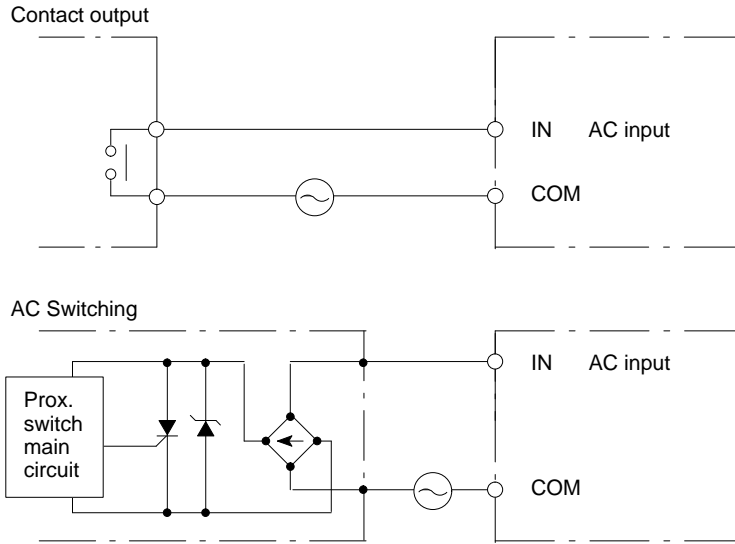 Contact output
IN AC input
COM
AC Switching
IN AC input
Prox.
switch
main
circuit
COM